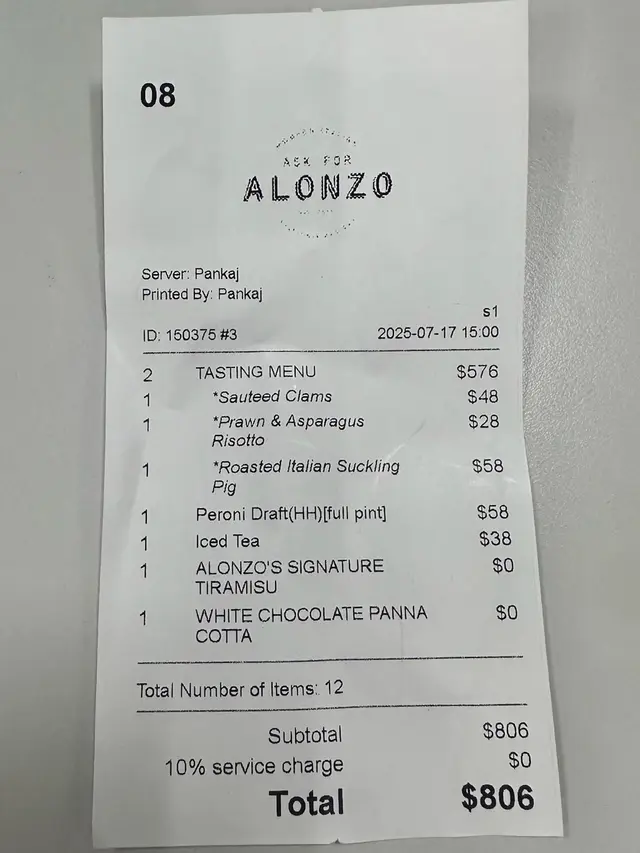 08
ASK FOR
ALONZO
Server: Pankaj
Printed By: Pankaj
s1
ID: 150375 #3 2025-07-17 15:00
2 TASTING MENU $576
1 *Sauteed Clams $48
1 *Prawn & Asparagus $28
Risotto
1 *Roasted Italian Suckling $58
Pig
1 Peroni Draft(HH)[full pint] $58
1 Iced Tea $38
1 ALONZO'S SIGNATURE $0
TIRAMISU
1 WHITE CHOCOLATE PANNA $0
COTTA
Total Number of Items: 12
Subtotal $806
10% service charge $0
Total $806